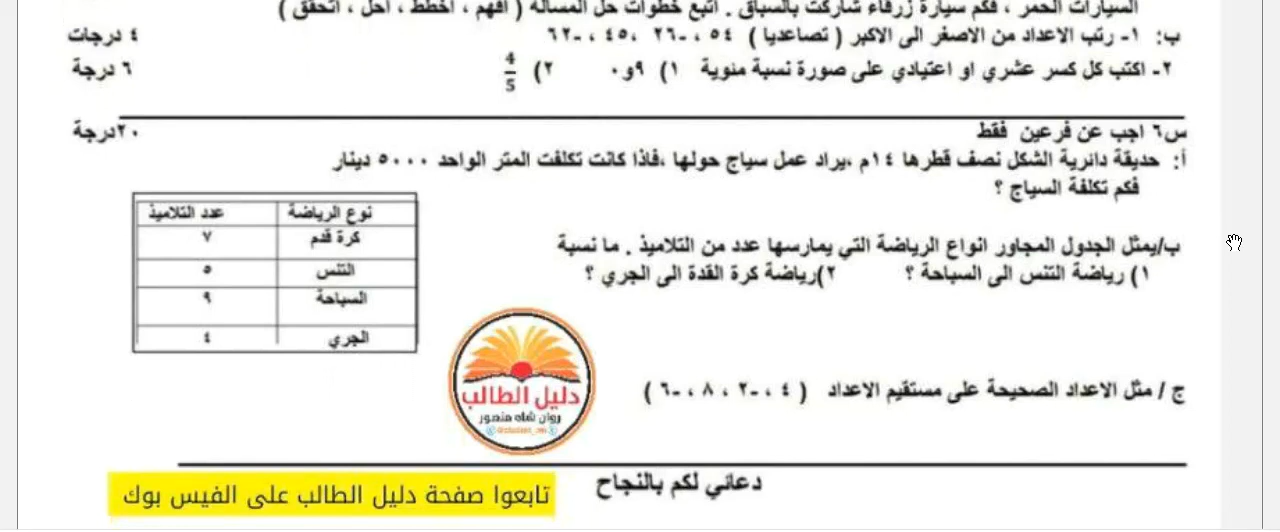 السيارات الحمر ، فكم سيارة زرقاء شاركت بالسباق . اتبع خطوات حل المسألة ( افهم ، اخطط ، احل ، اتحقق )
ب: ١- رتب الاعداد من الاصغر الى الاكبر ( تصاعديا ) ٥٤ ، -٢٦ ، ٤٥ ، -٦٢ ٤ درجات
٢- اكتب كل كسر عشري او اعتيادي على صورة نسبة مئوية ١) ٩و٠ ٢) 4/5 ٦ درجة
س٦ اجب عن فرعين فقط ٢٠درجة
أ: حديقة دائرية الشكل نصف قطرها ١٤م ،يراد عمل سياج حولها ،فاذا كانت تكلفت المتر الواحد ٥٠٠٠ دينار
فكم تكلفة السياج ؟
ب/يمثل الجدول المجاور انواع الرياضة التي يمارسها عدد من التلاميذ . ما نسبة
١) رياضة التنس الى السباحة ؟ ٢)رياضة كرة القدة الى الجري ؟
نوع الرياضة عدد التلاميذ
كرة قدم ٧
التنس ٥
السباحة ٩
الجري ٤
دليل الطالب
روان شاه منصور
ج / مثل الاعداد الصحيحة على مستقيم الاعداد ( ٤ ، -٢ ، ٨ ، -٦ )
دعائي لكم بالنجاح
تابعوا صفحة دليل الطالب على الفيس بوك